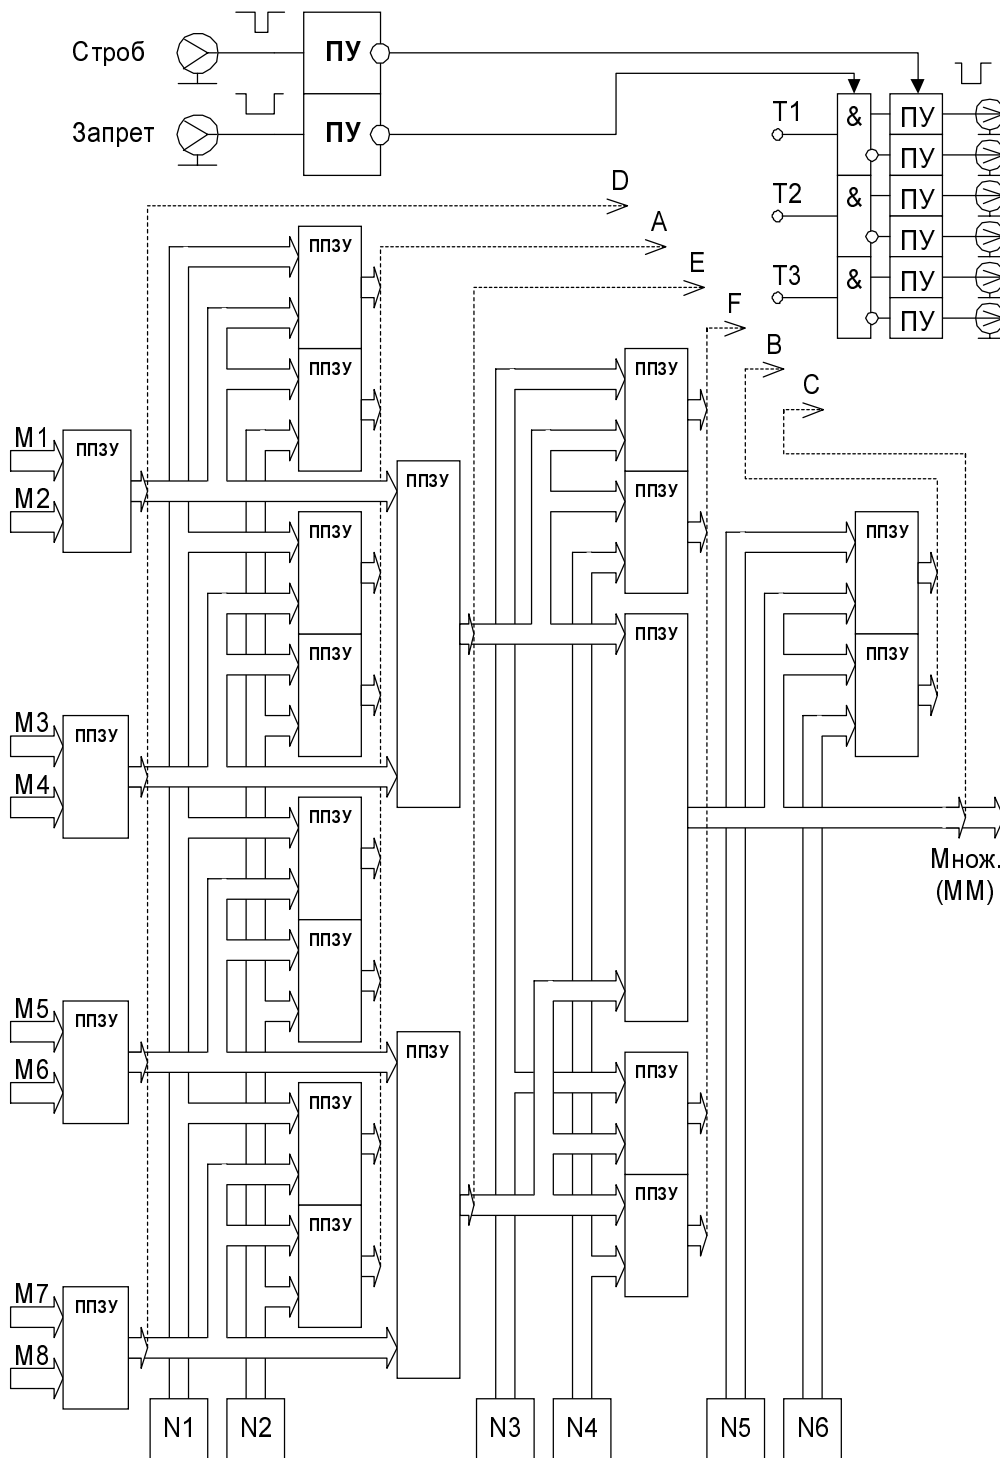 Строб
ПУ
Запрет
ПУ
T1
&
ПУ
ПУ
T2
&
ПУ
ПУ
T3
&
ПУ
ПУ
D
A
E
F
B
C
ППЗУ
ППЗУ
ППЗУ
ППЗУ
M1
M2
ППЗУ
ППЗУ
ППЗУ
ППЗУ
ППЗУ
ППЗУ
ППЗУ
ППЗУ
M3
M4
ППЗУ
ППЗУ
Множ.
(ММ)
ППЗУ
M5
M6
ППЗУ
ППЗУ
ППЗУ
ППЗУ
ППЗУ
ППЗУ
M7
M8
ППЗУ
N1
N2
N3
N4
N5
N6